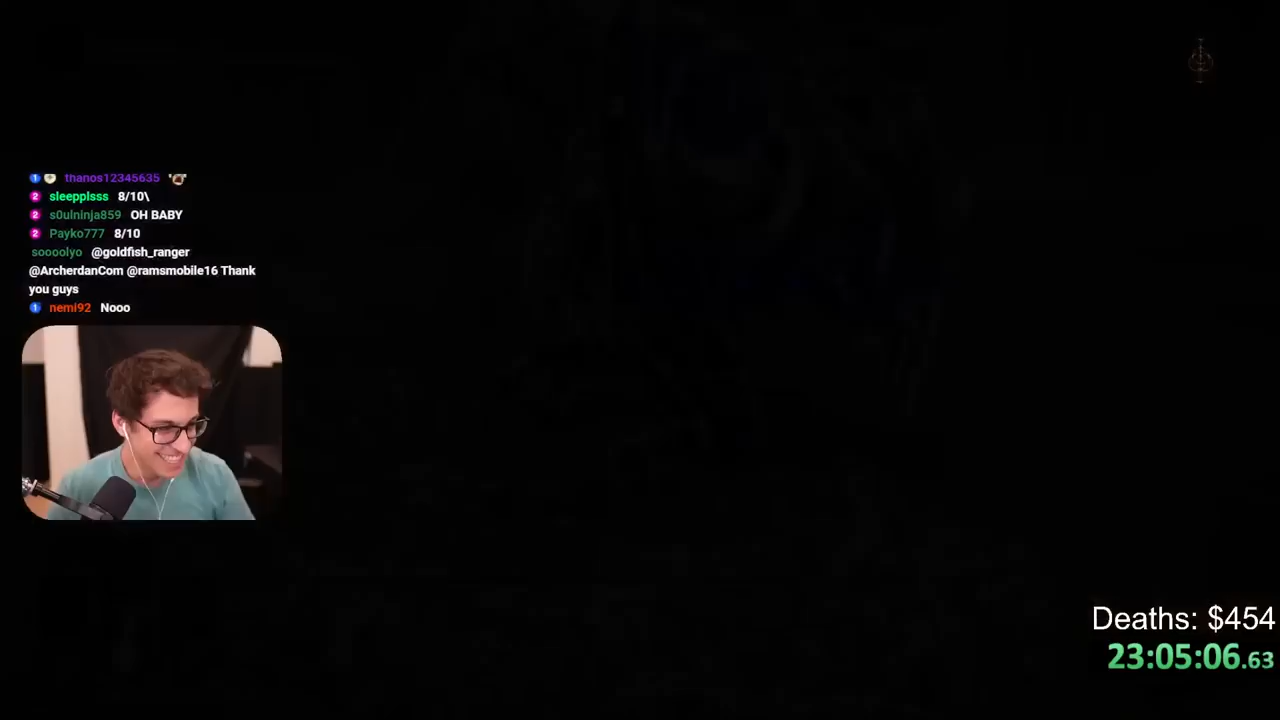 thanos12345635
sleepplsss 8/10\
s0ulninja859 OH BABY
Payko777 8/10
soooolyo @goldfish_ranger
@ArcherdanCom @ramsmobile16 Thank
you guys
nemi92 Nooo
Deaths: $454
23:05:06.63